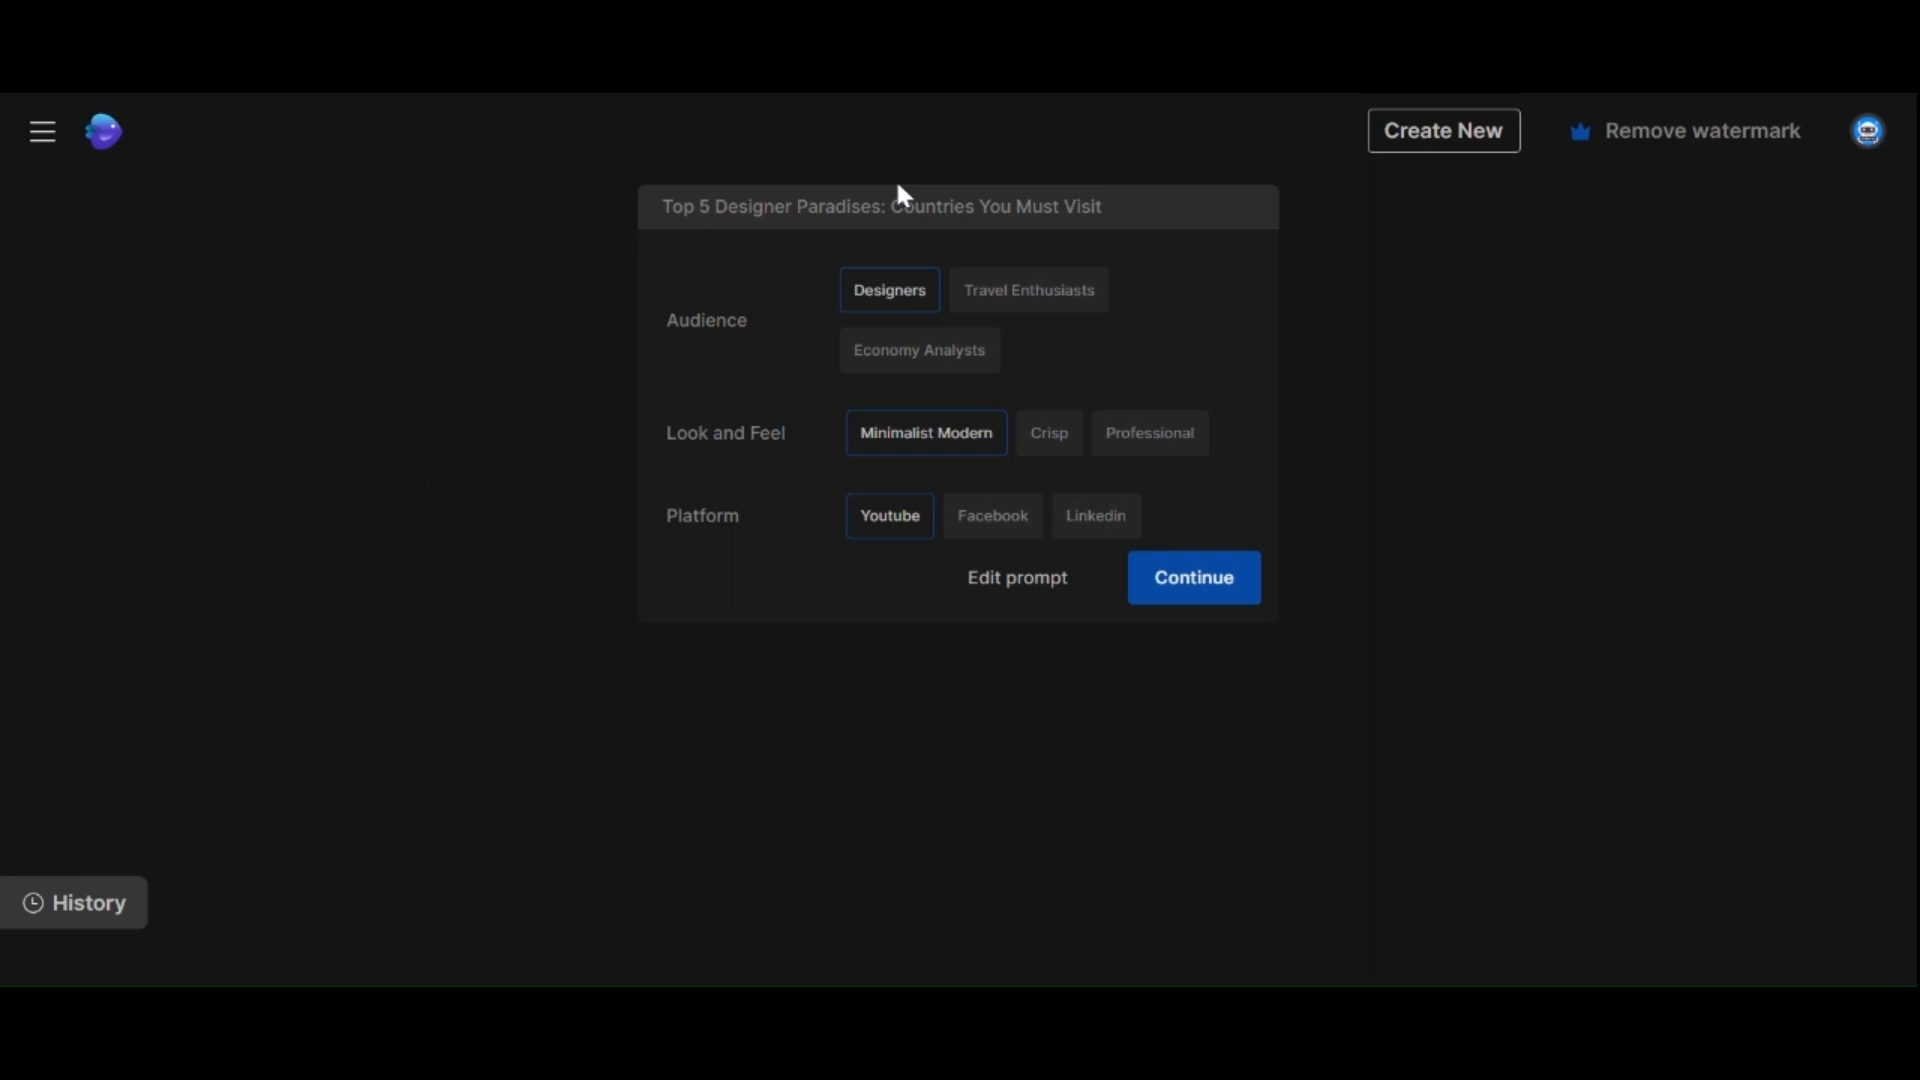 Create New
Remove watermark
Top 5 Designer Paradises: Countries You Must Visit
Audience
Designers
Travel Enthusiasts
Economy Analysts
Look and Feel
Minimalist Modern
Crisp
Professional
Platform
Youtube
Facebook
Linkedin
Edit prompt
Continue
History